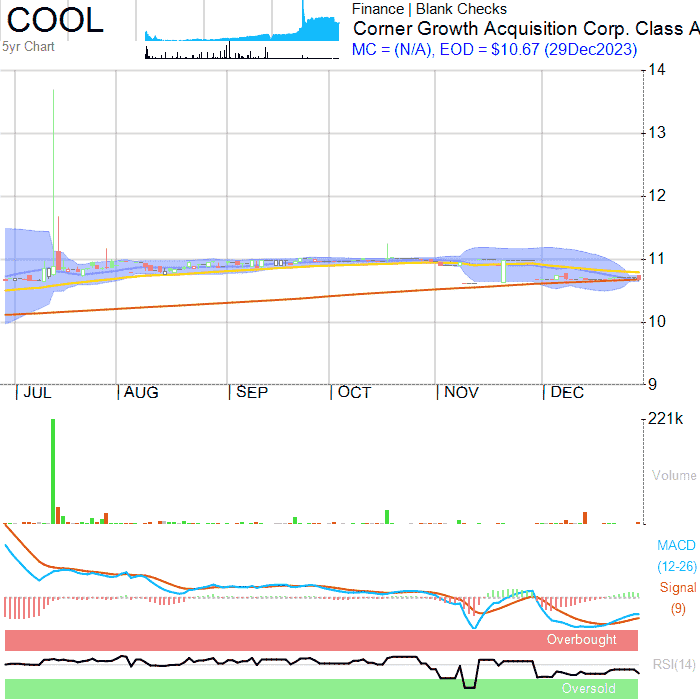 COOL
5yr Chart
Finance | Blank Checks
Corner Growth Acquisition Corp. Class A
MC = (N/A), EOD = $10.67 (29Dec2023)
14
13
12
11
10
9
JUL AUG SEP OCT NOV DEC
221k
Volume
MACD
(12-26)
Signal
(9)
Overbought
RSI(14)
Oversold